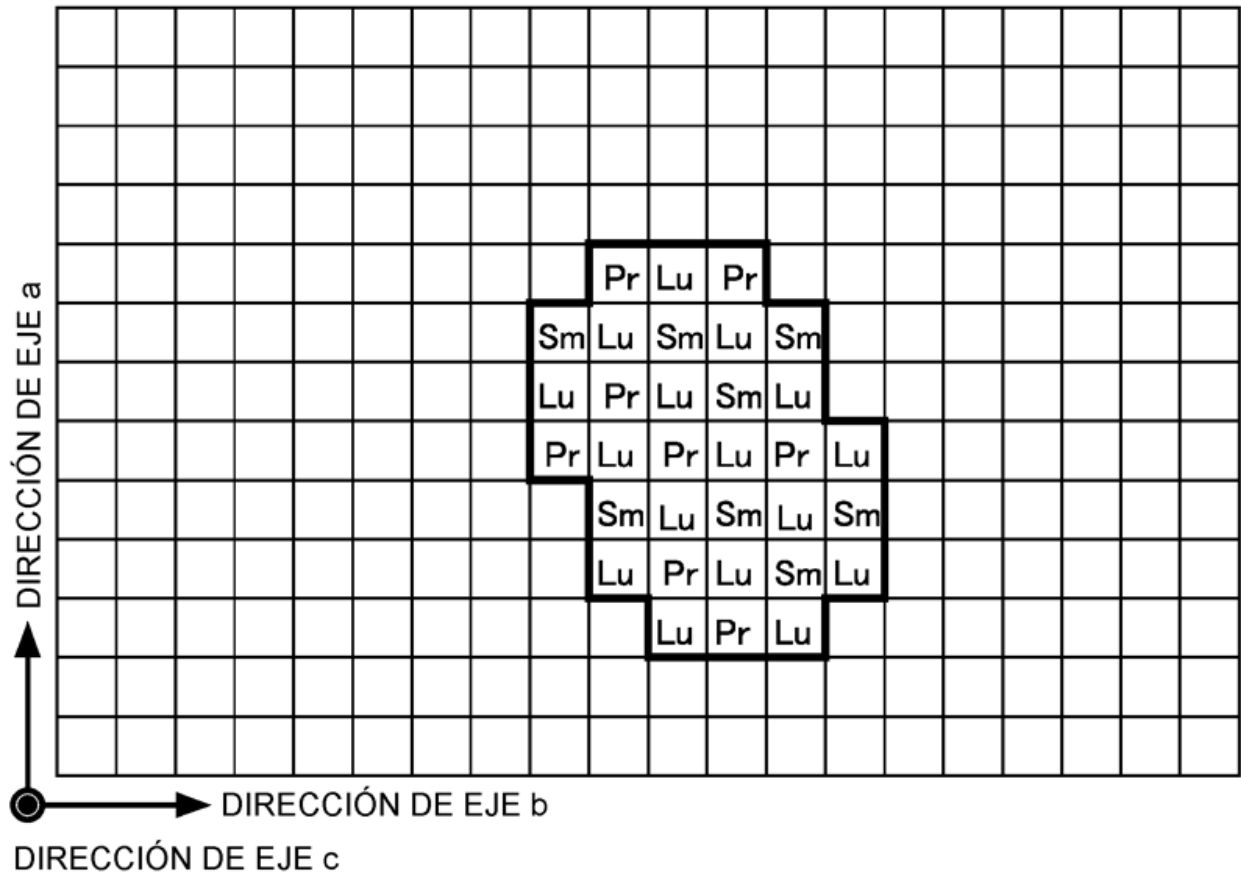 Pr Lu Pr
Sm Lu Sm Lu Sm
Lu Pr Lu Sm Lu
Pr Lu Pr Lu Pr Lu
Sm Lu Sm Lu Sm
Lu Pr Lu Sm Lu
Lu Pr Lu
DIRECCIÓN DE EJE a
DIRECCIÓN DE EJE b
DIRECCIÓN DE EJE c